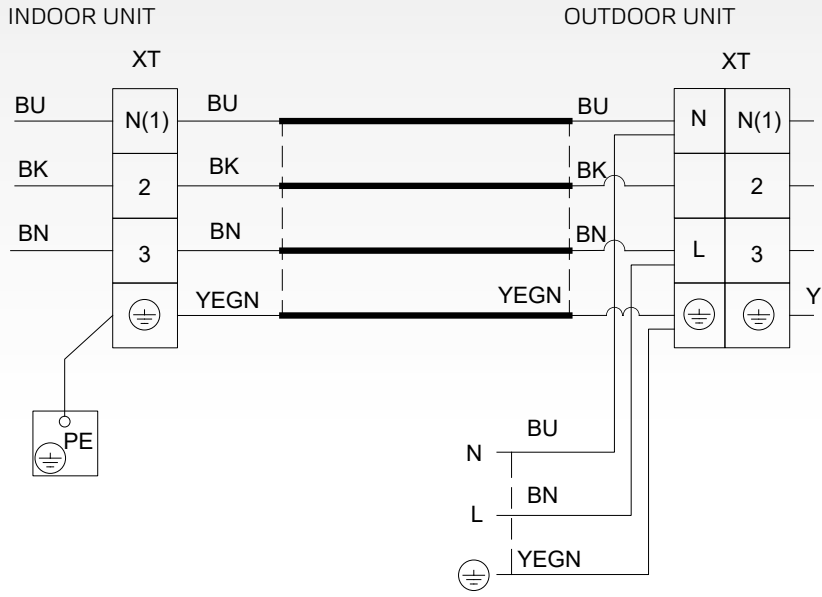 INDOOR UNIT OUTDOOR UNIT
XT XT
BU N(1) BU BU N N(1)
BK 2 BK BK 2
BN 3 BN BN L 3
YEGN YEGN Y
PE
N BU
L BN
YEGN